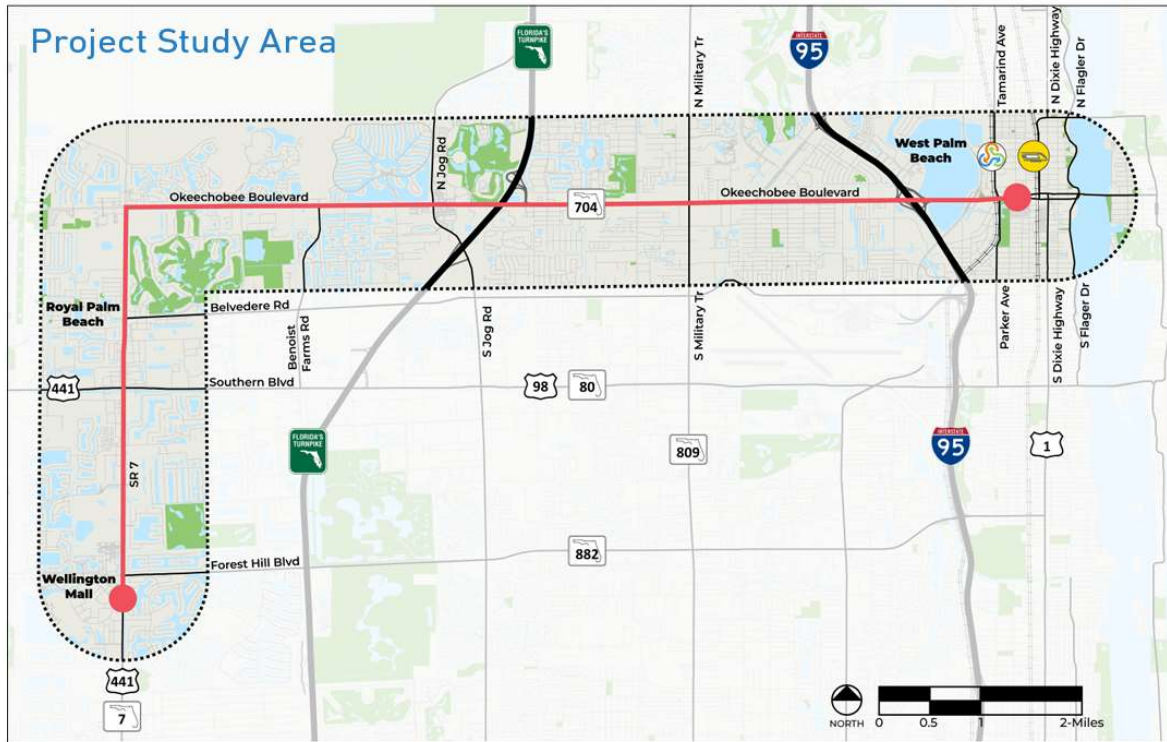 Project Study Area
FLORIDA'S
TURNPIKE
INTERSTATE
95
N Military Tr
Tamarind Ave
N Dixie Highway
N Flagler Dr
N Jog Rd
West Palm
Beach
Okeechobee Boulevard
704
Okeechobee Boulevard
Royal Palm
Beach
Belvedere Rd
Benoist
Farms Rd
S Jog Rd
S Military Tr
Parker Ave
S Dixie Highway
S Flager Dr
441
Southern Blvd
98
80
FLORIDA'S
TURNPIKE
809
INTERSTATE
95
1
SR 7
882
Forest Hill Blvd
Wellington
Mall
441
7
NORTH
0 0.5 1 2-Miles